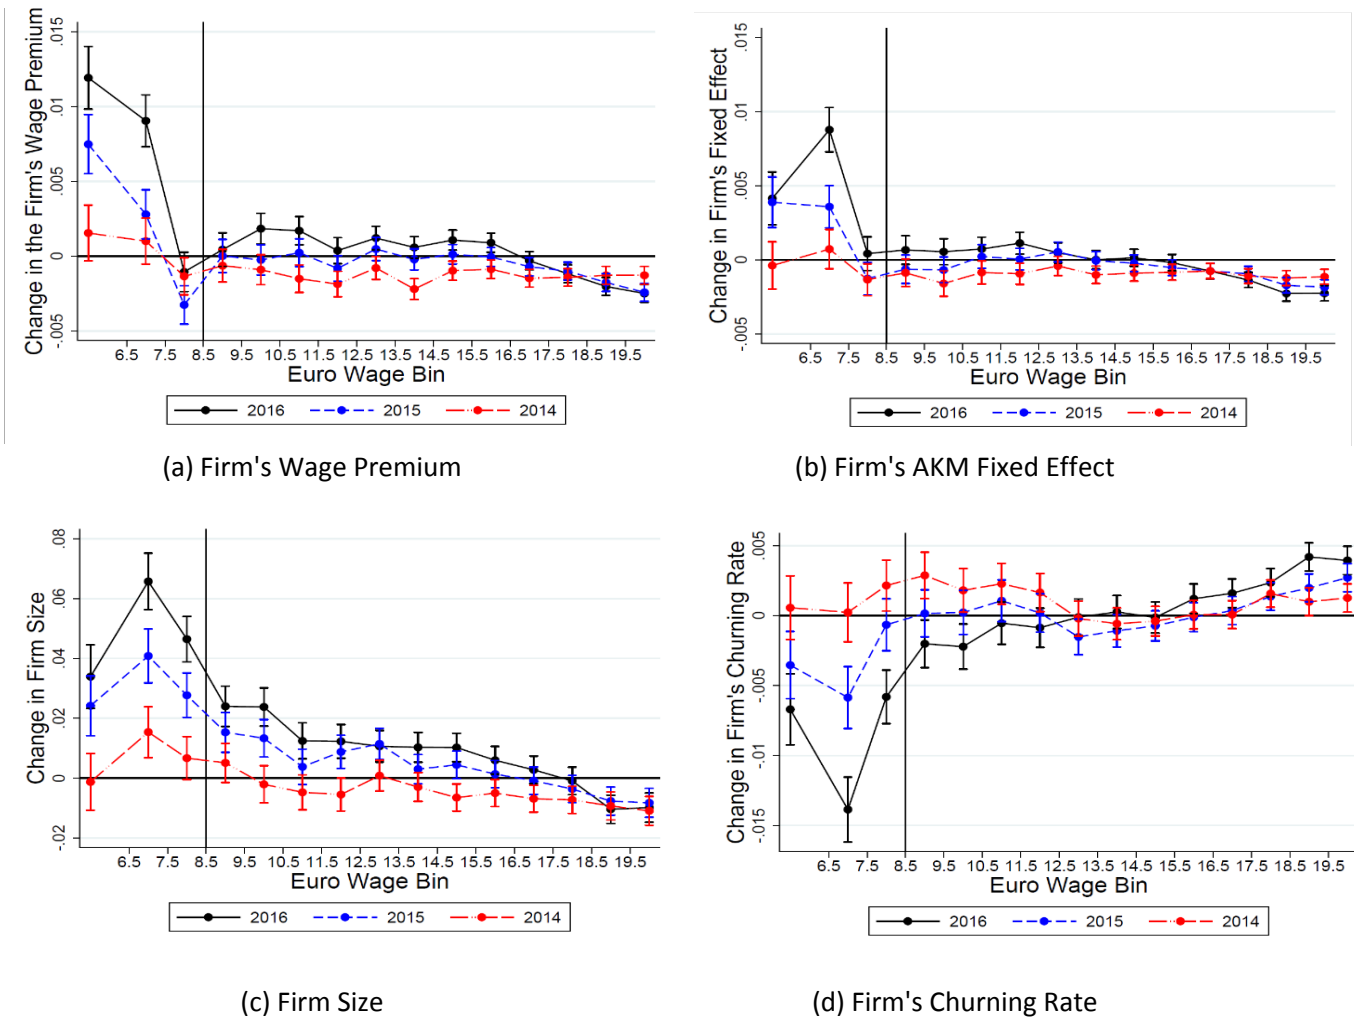 Change in the Firm's Wage Premium
.015
.01
.005
0
-.005
6.5 7.5 8.5 9.5 10.5 11.5 12.5 13.5 14.5 15.5 16.5 17.5 18.5 19.5
Euro Wage Bin
2016 2015 2014
(a) Firm's Wage Premium
Change in Firm's Fixed Effect
.015
.01
.005
0
-.005
6.5 7.5 8.5 9.5 10.5 11.5 12.5 13.5 14.5 15.5 16.5 17.5 18.5 19.5
Euro Wage Bin
2016 2015 2014
(b) Firm's AKM Fixed Effect
Change in Firm Size
.08
.06
.04
.02
0
-.02
6.5 7.5 8.5 9.5 10.5 11.5 12.5 13.5 14.5 15.5 16.5 17.5 18.5 19.5
Euro Wage Bin
2016 2015 2014
(c) Firm Size
Change in Firm's Churning Rate
.005
0
-.005
-.01
-.015
6.5 7.5 8.5 9.5 10.5 11.5 12.5 13.5 14.5 15.5 16.5 17.5 18.5 19.5
Euro Wage Bin
2016 2015 2014
(d) Firm's Churning Rate